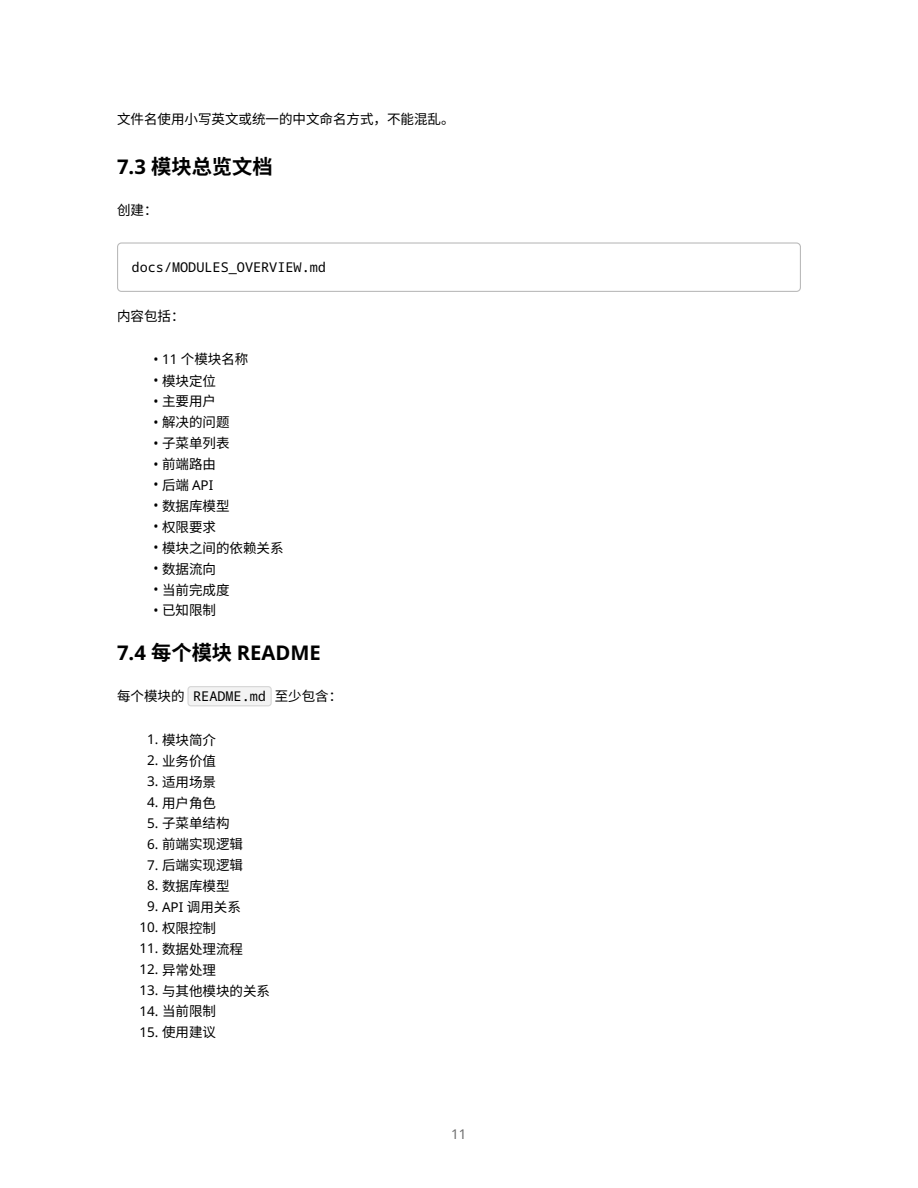 文件名使用小写英文或统一的中文命名方式，不能混乱。
7.3 模块总览文档
创建：
docs/MODULES_OVERVIEW.md
内容包括：
• 11 个模块名称
• 模块定位
• 主要用户
• 解决的问题
• 子菜单列表
• 前端路由
• 后端 API
• 数据库模型
• 权限要求
• 模块之间的依赖关系
• 数据流向
• 当前完成度
• 已知限制
7.4 每个模块 README
每个模块的 README.md 至少包含：
1. 模块简介
2. 业务价值
3. 适用场景
4. 用户角色
5. 子菜单结构
6. 前端实现逻辑
7. 后端实现逻辑
8. 数据库模型
9. API 调用关系
10. 权限控制
11. 数据处理流程
12. 异常处理
13. 与其他模块的关系
14. 当前限制
15. 使用建议
11